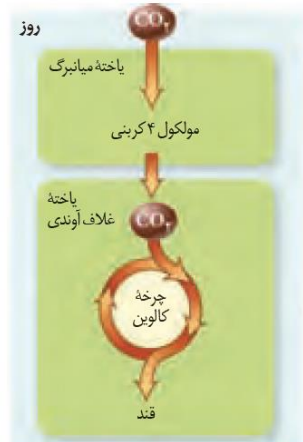 روز
CO₂
یاختهٔ میانبرگ
مولکول ۴ کربنی
یاختهٔ
غلاف آوندی
CO₂
چرخهٔ
کالوین
قند